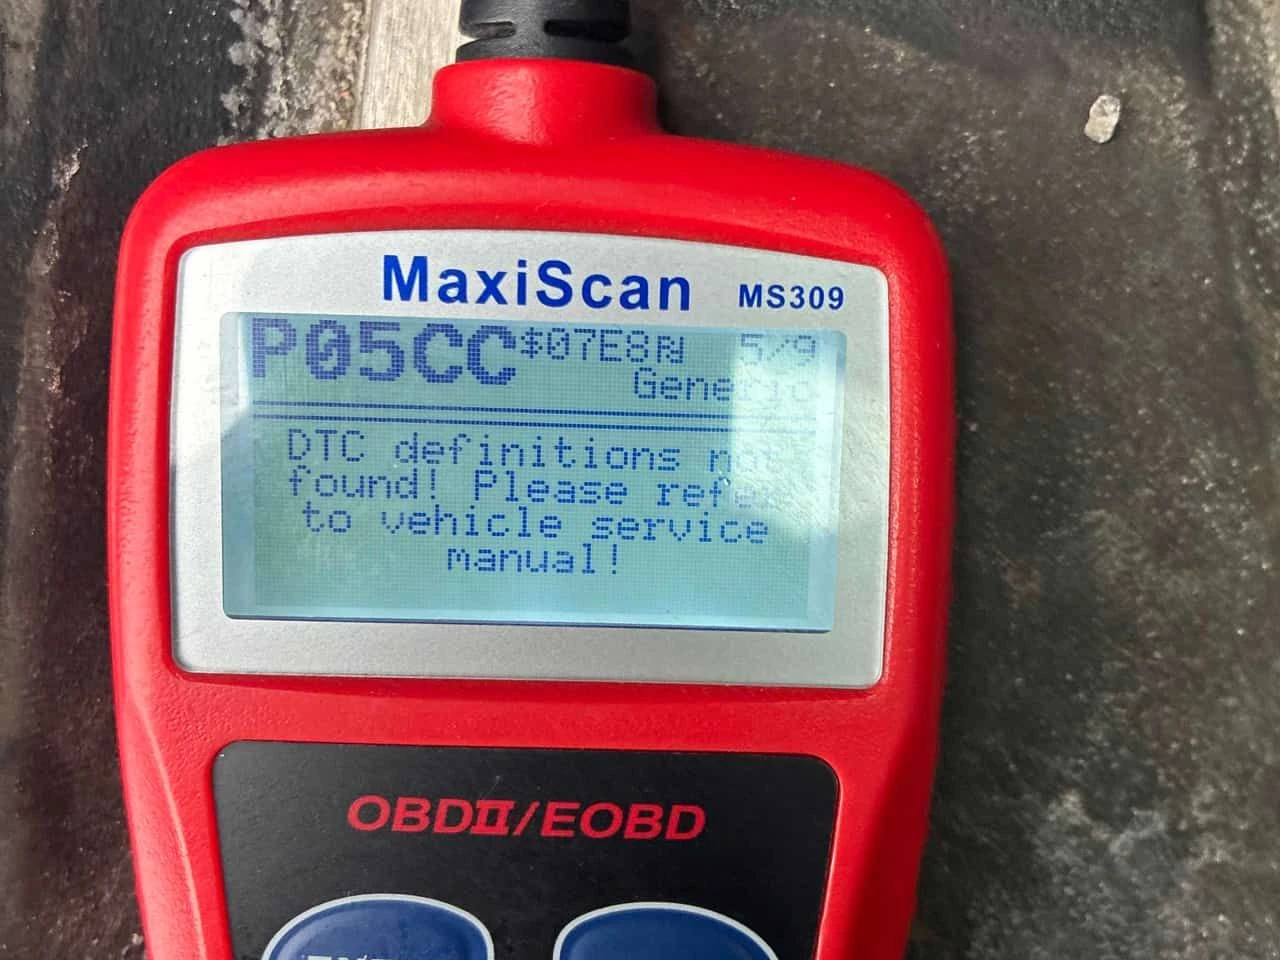 MaxiScan MS309
P05CC $07E8 5/9
Generic
DTC definitions not
found! Please refer
to vehicle service
manual!
OBDII/EOBD